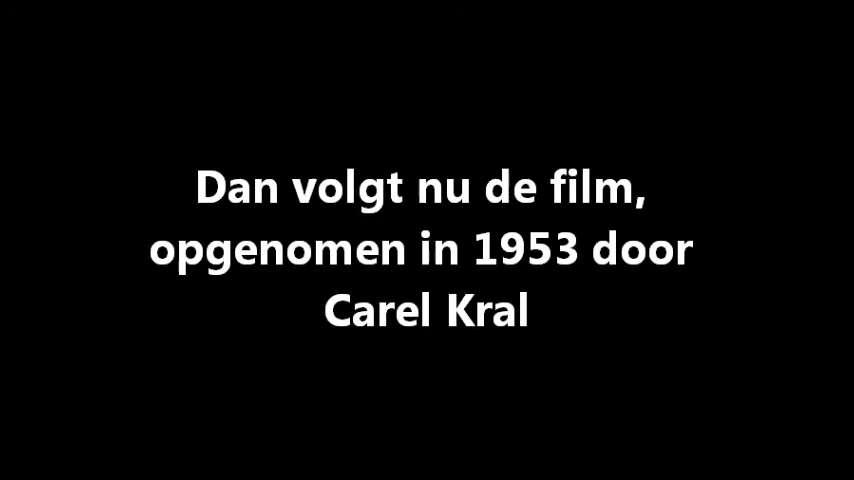 Dan volgt nu de film,
opgenomen in 1953 door
Carel Kral